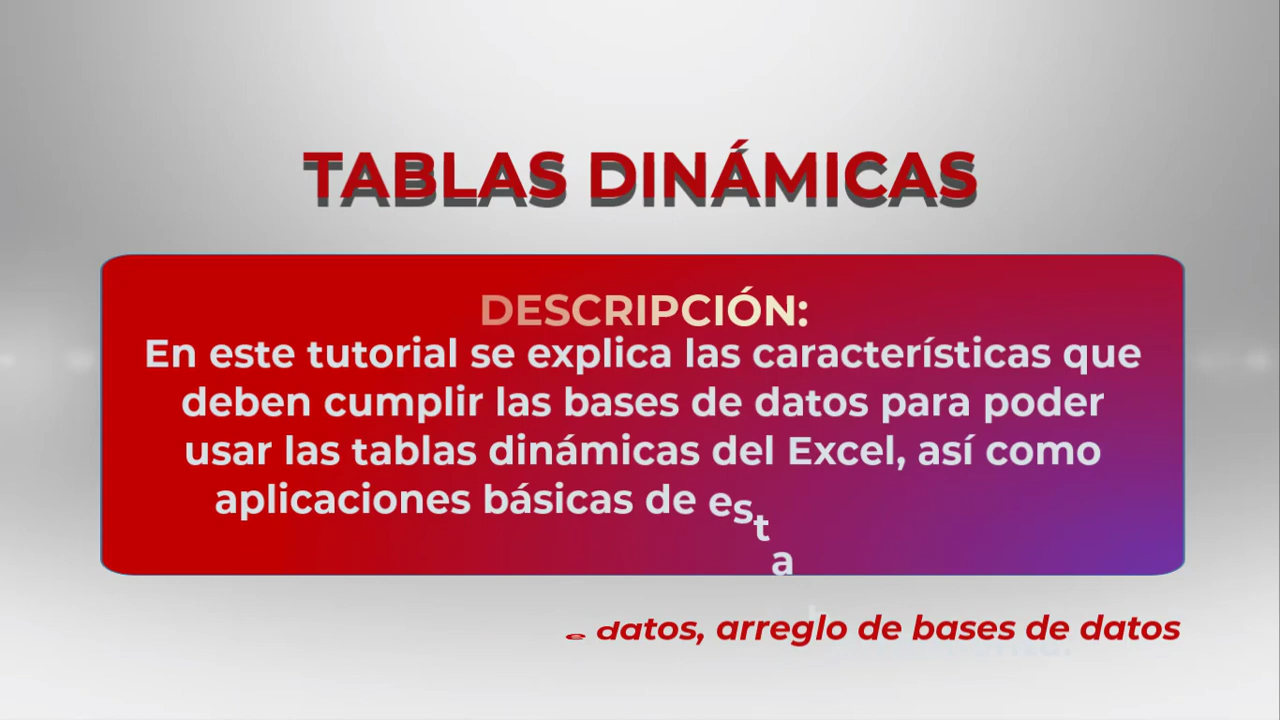 TABLAS DINÁMICAS
DESCRIPCIÓN:
En este tutorial se explica las características que
deben cumplir las bases de datos para poder
usar las tablas dinámicas del Excel, así como
aplicaciones básicas de esta
datos, arreglo de bases de datos